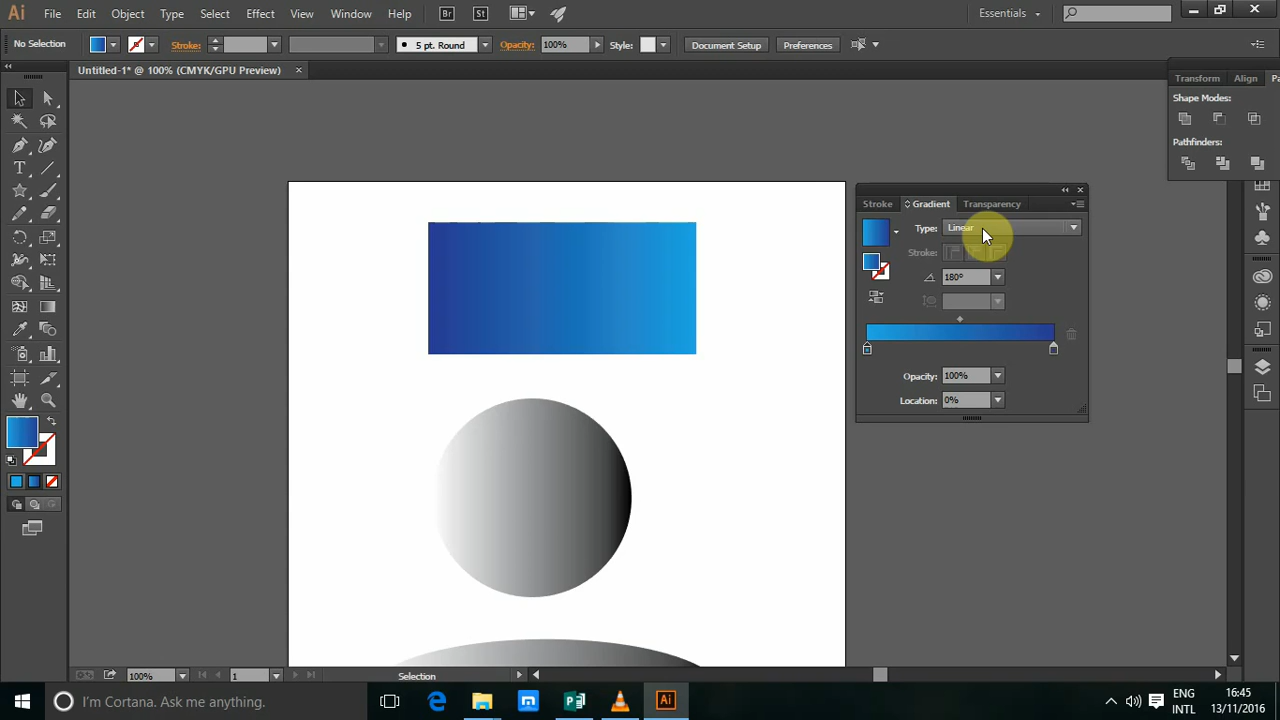 Ai File Edit Object Type Select Effect View Window Help Br St Essentials
No Selection Stroke: 5 pt. Round Opacity: 100% Style: Document Setup Preferences
Untitled-1* @ 100% (CMYK/GPU Preview) ×
Transform Align
Shape Modes:
Pathfinders:
Stroke Gradient Transparency
Type: Linear
Stroke:
180°
Opacity: 100%
Location: 0%
100% 1 Selection
I'm Cortana. Ask me anything.
Ai
ENG
INTL
16:45
13/11/2016